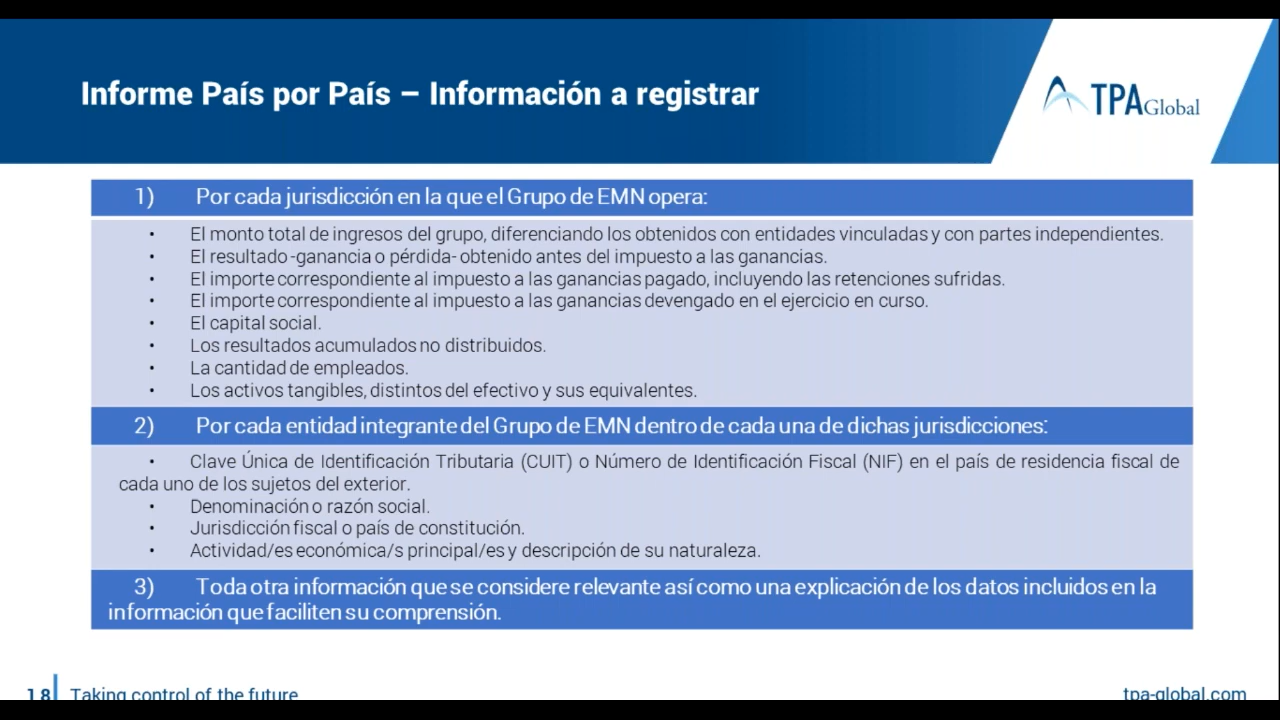 Informe País por País – Información a registrar
TPA Global
1) Por cada jurisdicción en la que el Grupo de EMN opera:
• El monto total de ingresos del grupo, diferenciando los obtenidos con entidades vinculadas y con partes independientes.
• El resultado -ganancia o pérdida- obtenido antes del impuesto a las ganancias.
• El importe correspondiente al impuesto a las ganancias pagado, incluyendo las retenciones sufridas.
• El importe correspondiente al impuesto a las ganancias devengado en el ejercicio en curso.
• El capital social.
• Los resultados acumulados no distribuidos.
• La cantidad de empleados.
• Los activos tangibles, distintos del efectivo y sus equivalentes.
2) Por cada entidad integrante del Grupo de EMN dentro de cada una de dichas jurisdicciones:
• Clave Única de Identificación Tributaria (CUIT) o Número de Identificación Fiscal (NIF) en el país de residencia fiscal de
cada uno de los sujetos del exterior.
• Denominación o razón social.
• Jurisdicción fiscal o país de constitución.
• Actividad/es económica/s principal/es y descripción de su naturaleza.
3) Toda otra información que se considere relevante así como una explicación de los datos incluidos en la
información que faciliten su comprensión.
18 Taking control of the future
tpa-global.com